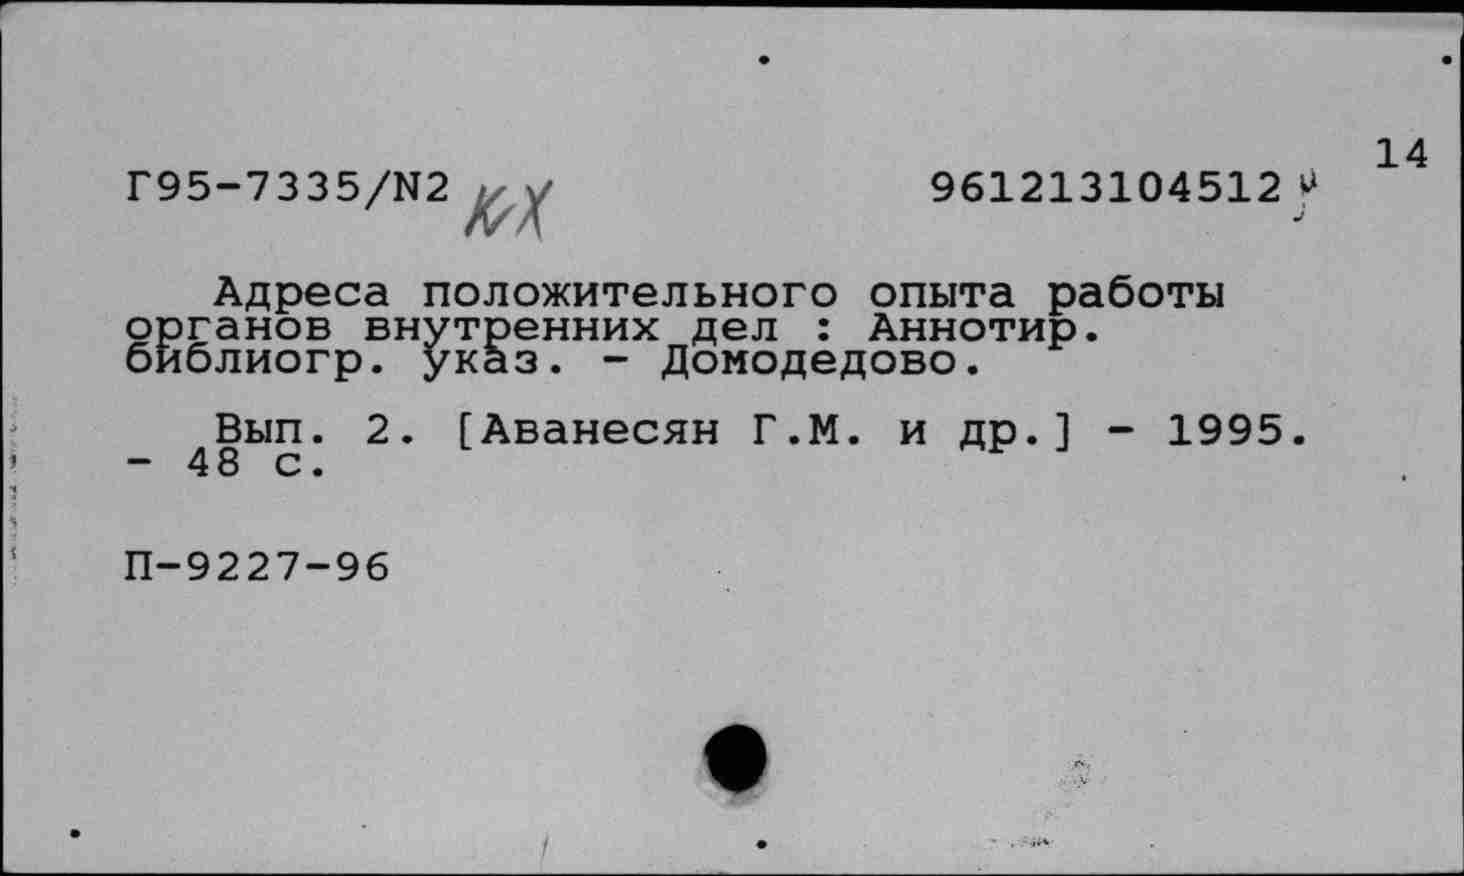 14
Г95-7335/N2 КХ 961213104512
Адреса положительного опыта работы
органов внутренних дел : Аннотир.
библиогр. указ. - Домодедово.
Вып. 2. [Аванесян Г.М. и др.] - 1995.
- 48 с.
П-9227-96